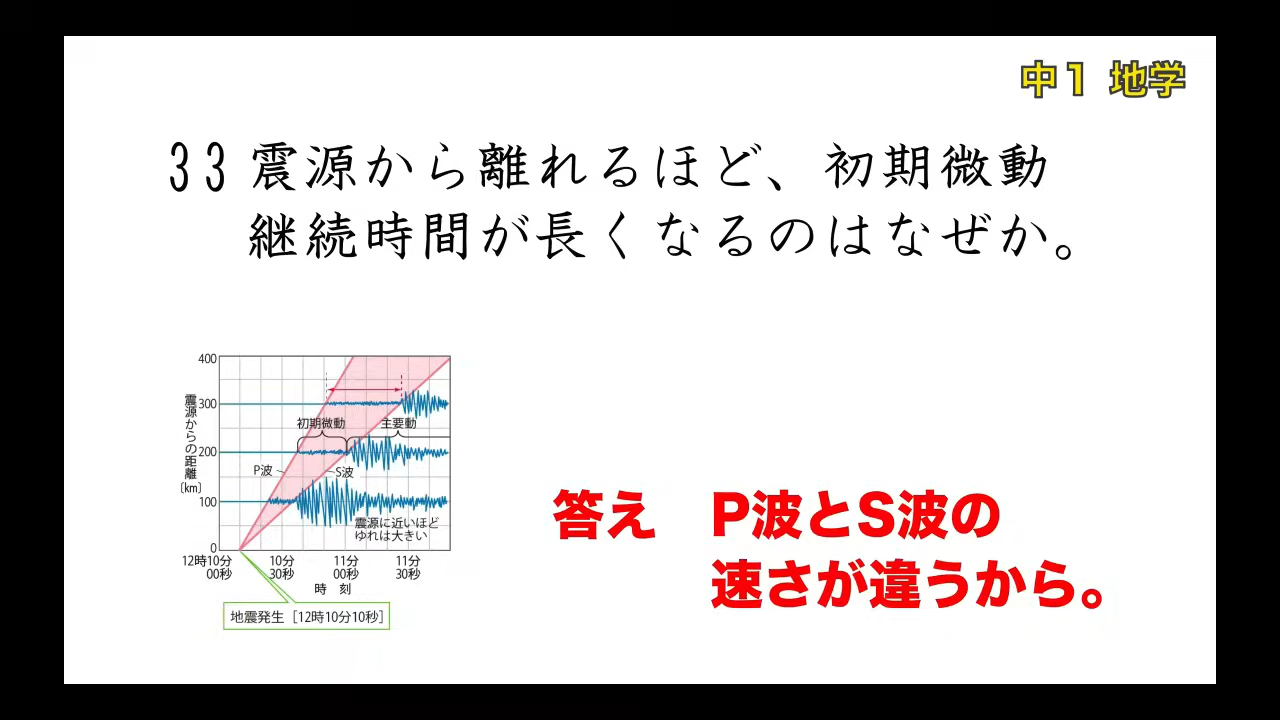 中1 地学
33 震源から離れるほど、初期微動
継続時間が長くなるのはなぜか。
400
300
200
100
0
震源からの距離
[km]
初期微動
主要動
P波
S波
震源に近いほど
ゆれは大きい
12時10分
00秒
10分
30秒
11分
00秒
11分
30秒
時 刻
地震発生[12時10分10秒]
答え P波とS波の
速さが違うから。